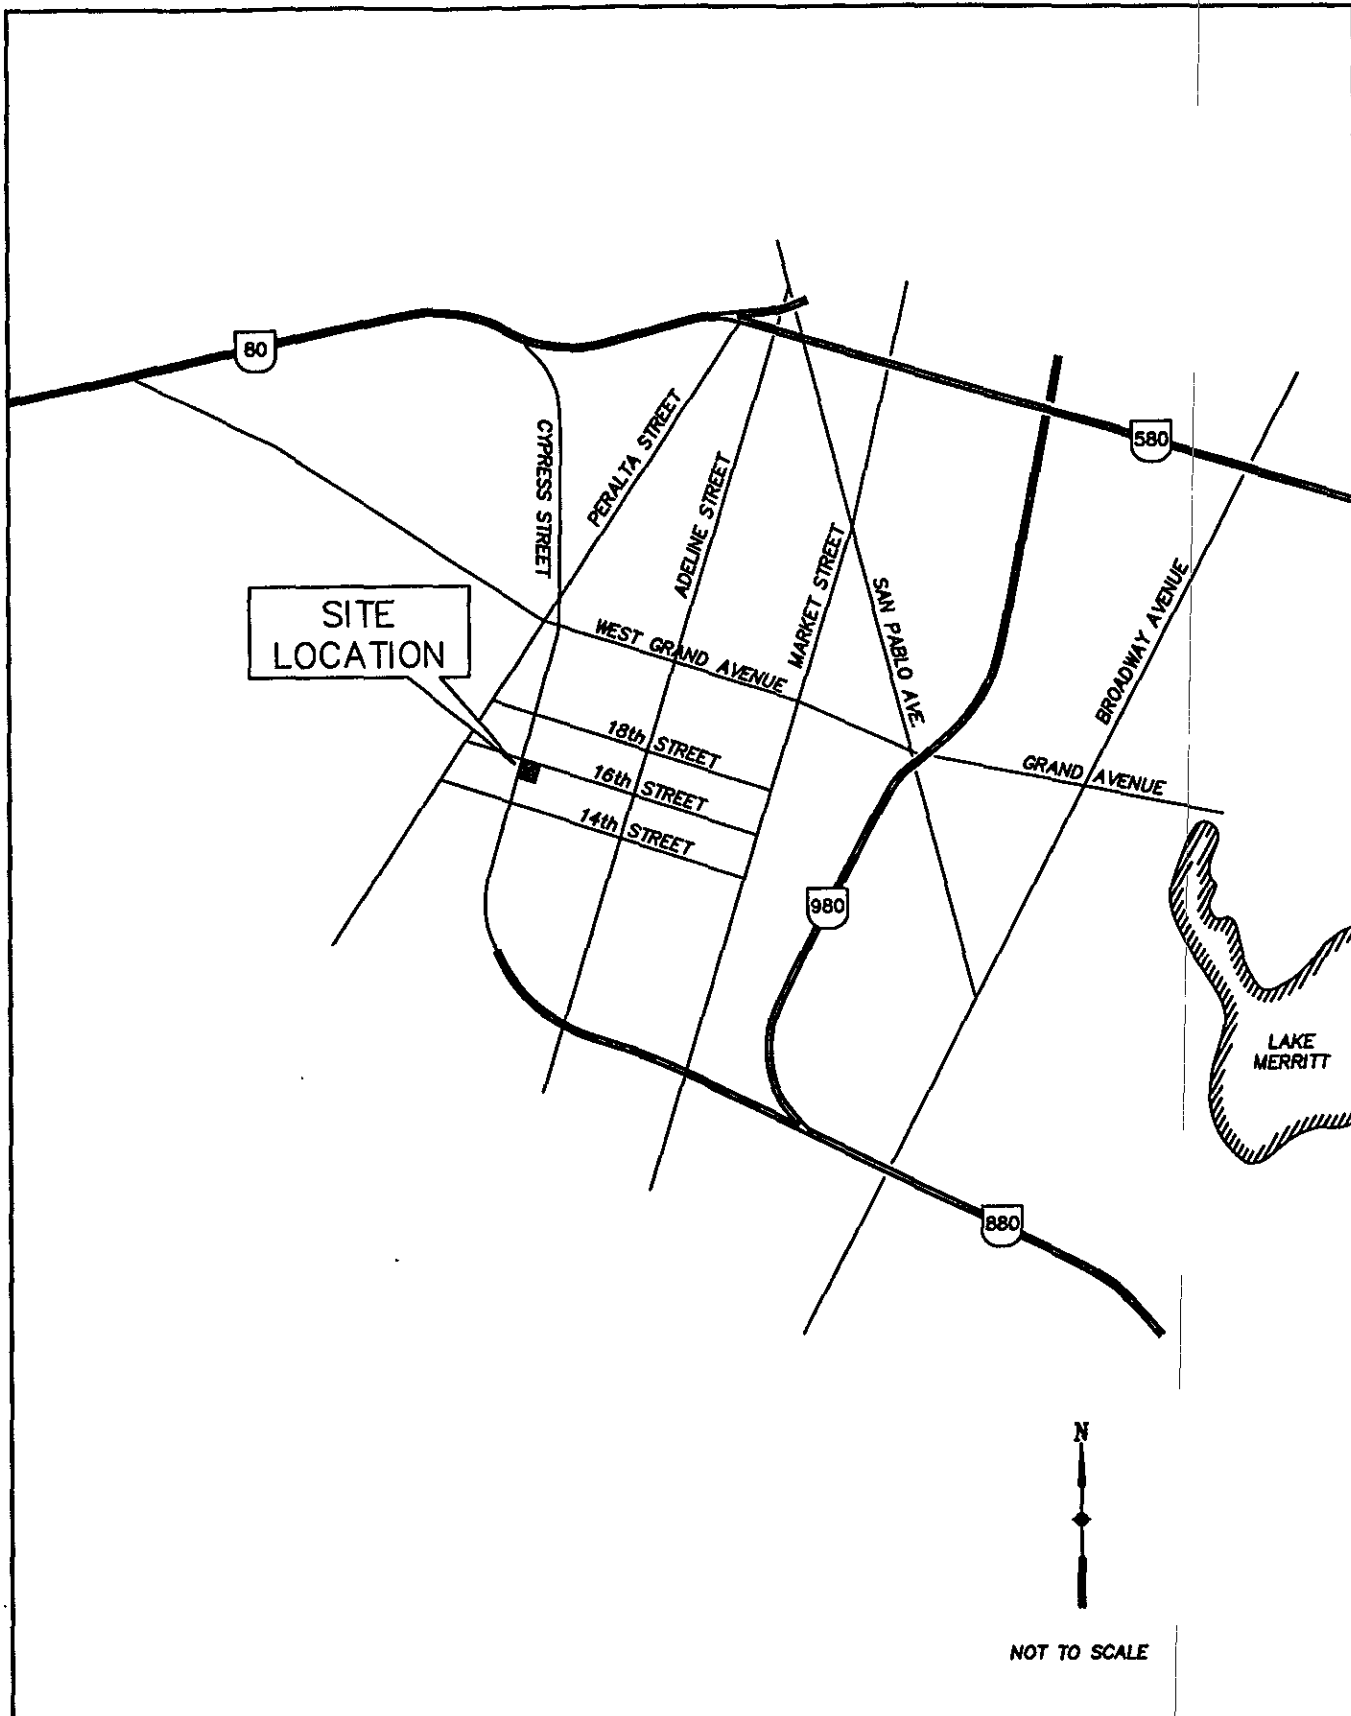 80
580
CYPRESS STREET
PERALTA STREET
ADELINE STREET
MARKET STREET
SAN PABLO AVE.
BROADWAY AVENUE
SITE
LOCATION
WEST GRAND AVENUE
18th STREET
16th STREET
14th STREET
GRAND AVENUE
980
LAKE
MERRITT
880
N
NOT TO SCALE